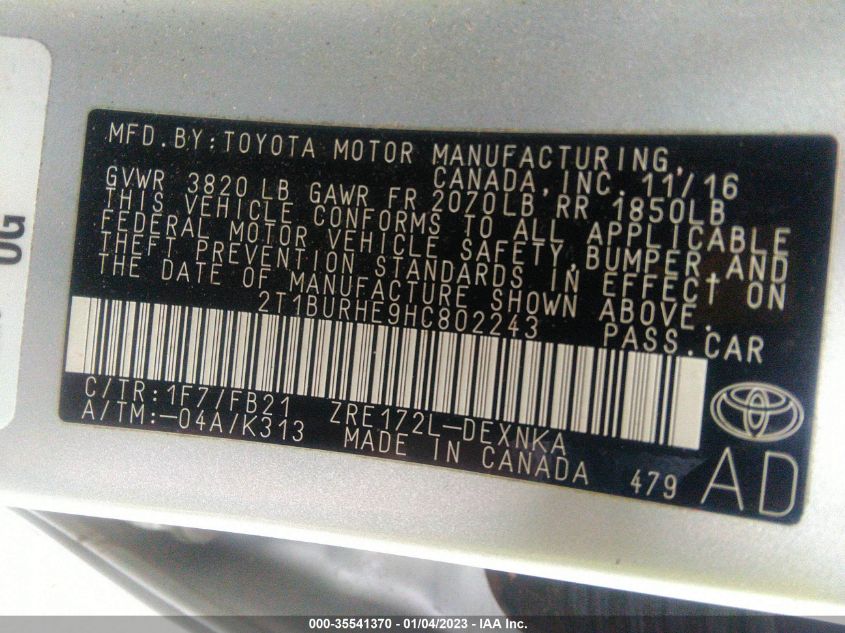 MFD.BY:TOYOTA MOTOR MANUFACTURING,
CANADA,INC. 11/16
GVWR 3820 LB GAWR FR 2070LB RR 1850LB
THIS VEHICLE CONFORMS TO ALL APPLICABLE
FEDERAL MOTOR VEHICLE SAFETY,BUMPER,AND
THEFT PREVENTION STANDARDS IN EFFECT ON
THE DATE OF MANUFACTURE SHOWN ABOVE.
2T1BURHE9HC802243 PASS.CAR
C/TR:1F7/FB21 ZRE172L-DEXNKA
A/TM:-04A/K313 MADE IN CANADA 479 AD
000-35541370 - 01/04/2023 - IAA Inc.